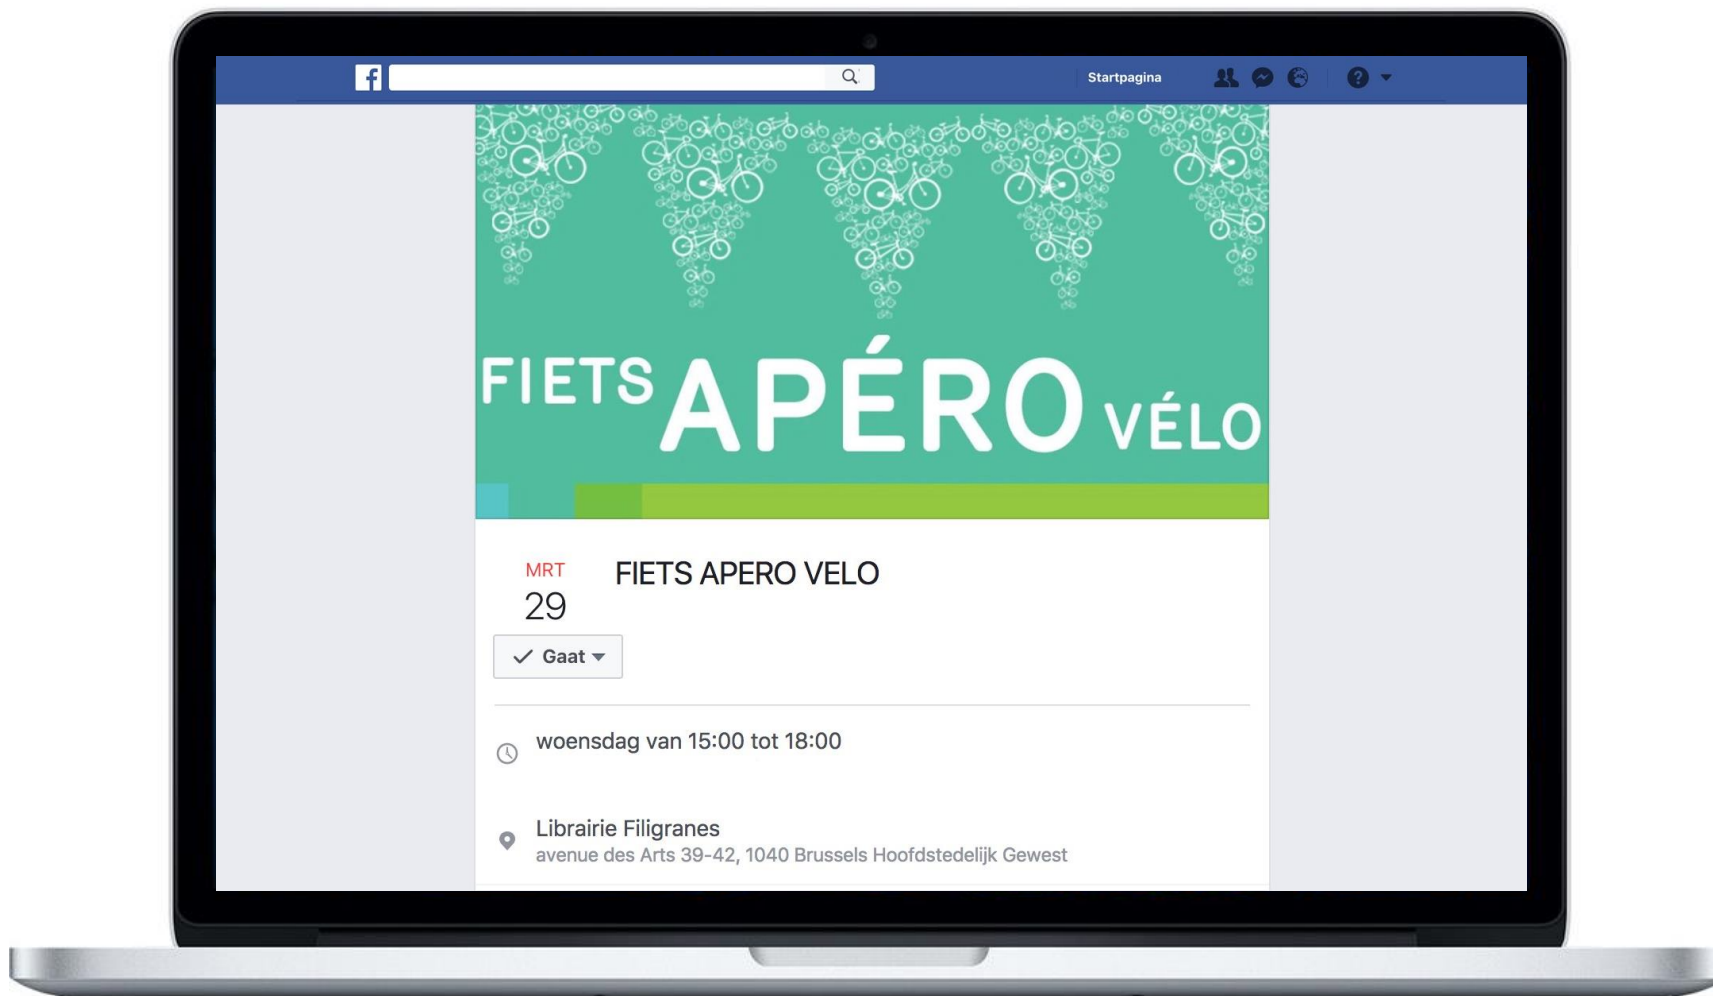 f
Startpagina
FIETS APÉRO VÉLO
MRT
29
FIETS APERO VELO
Gaat
woensdag van 15:00 tot 18:00
Librairie Filigranes
avenue des Arts 39-42, 1040 Brussels Hoofdstedelijk Gewest